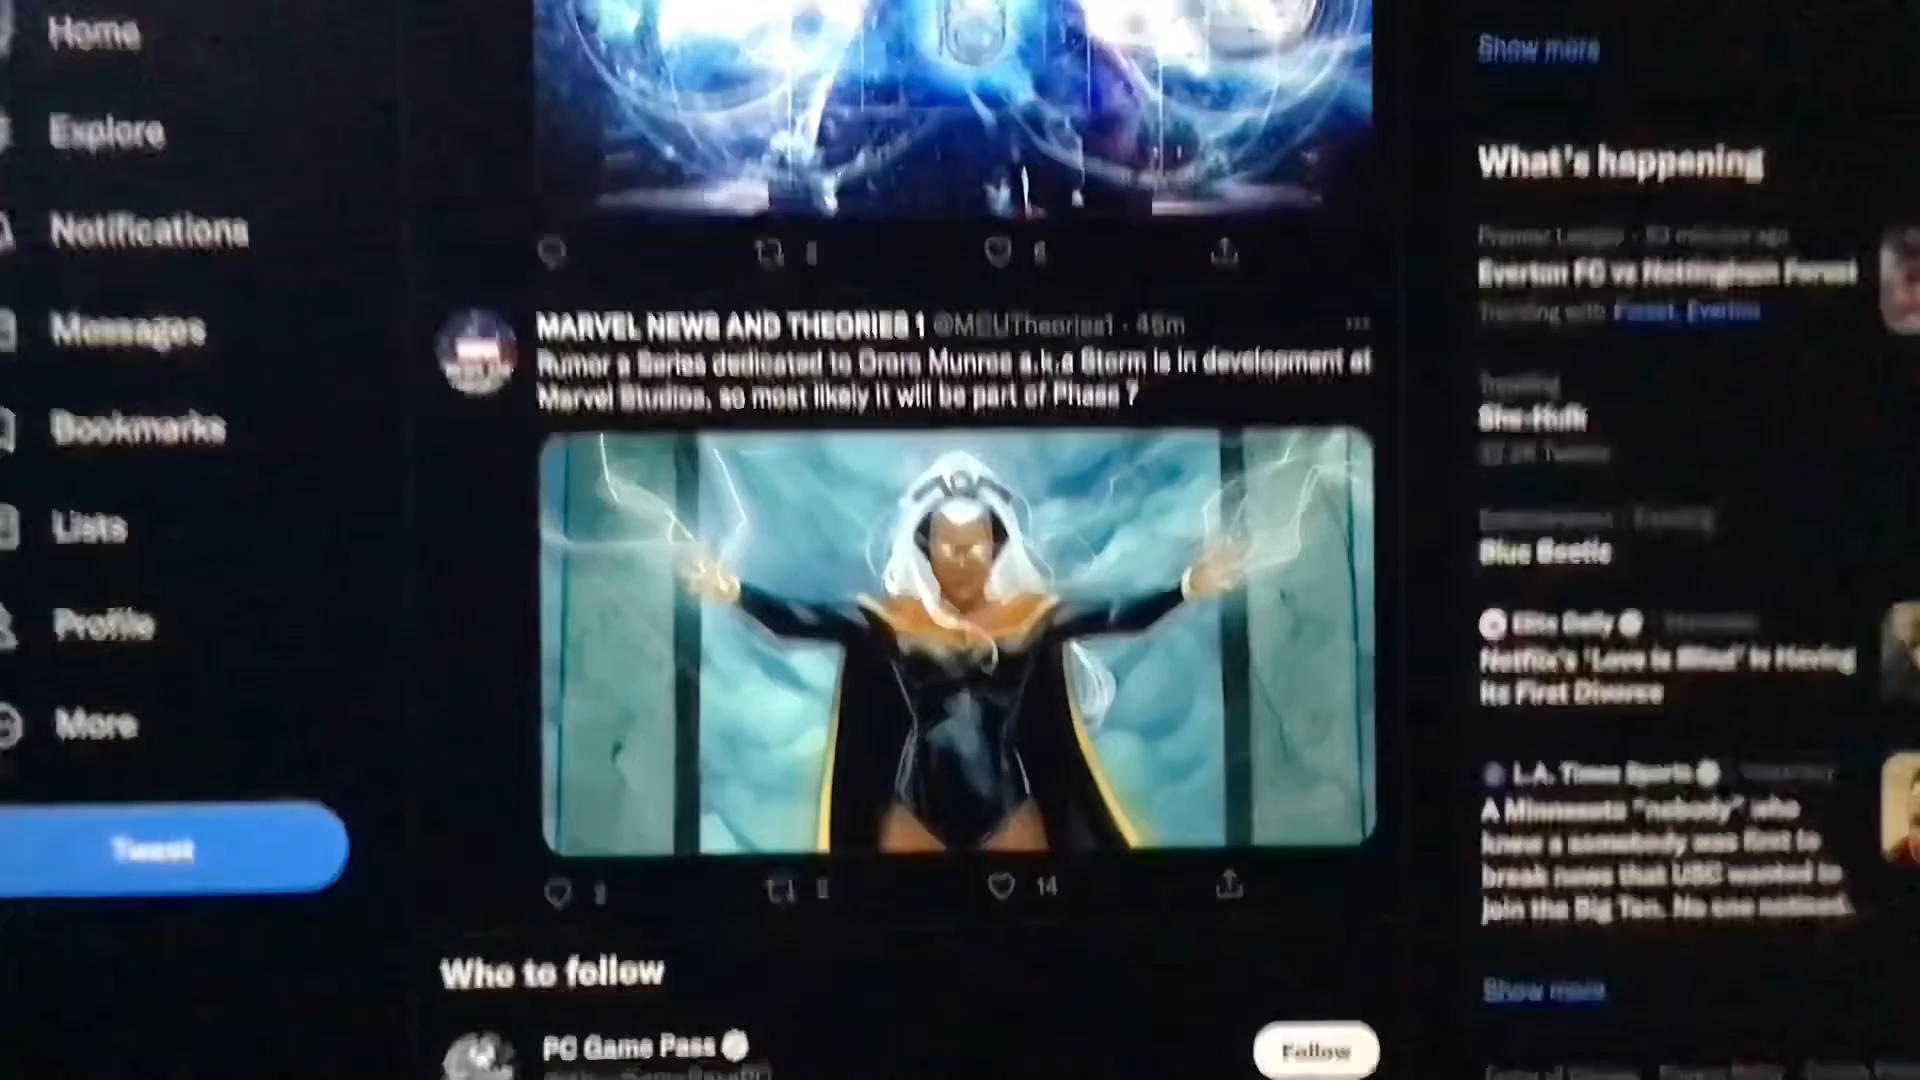 Home
Explore
Notifications
Messages
Bookmarks
Lists
Profile
More
Tweet
6
MARVEL NEWS AND THEORIES 1 @MCUTheories1 · 45m
Rumor a Series dedicated to Ororo Munroe a.k.a Storm is in development at
Marvel Studios, so most likely it will be part of Phase 7
14
Who to follow
PC Game Pass
Follow
Show more
What's happening
Premier League · 53 minutes ago
Everton FC vs Nottingham Forest
Trending with Forest, Everton
Trending
She-Hulk
Tweets
Trending
Blue Beetle
Elite Daily
Netflix's 'Love Is Blind' Is Having
Its First Divorce
L.A. Times Sports · Yesterday
A Minnesota "nobody" who
knew a somebody was first to
break news that USC wanted to
join the Big Ten. No one noticed.
Show more